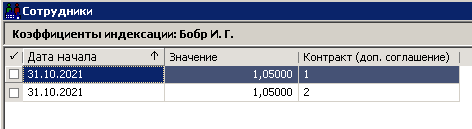 Сотрудники
Коэффициенты индексации: Бобр И. Г.
✓ Дата начала ↑ Значение Контракт (доп. соглашение)
31.10.2021 1,05000 1
31.10.2021 1,05000 2